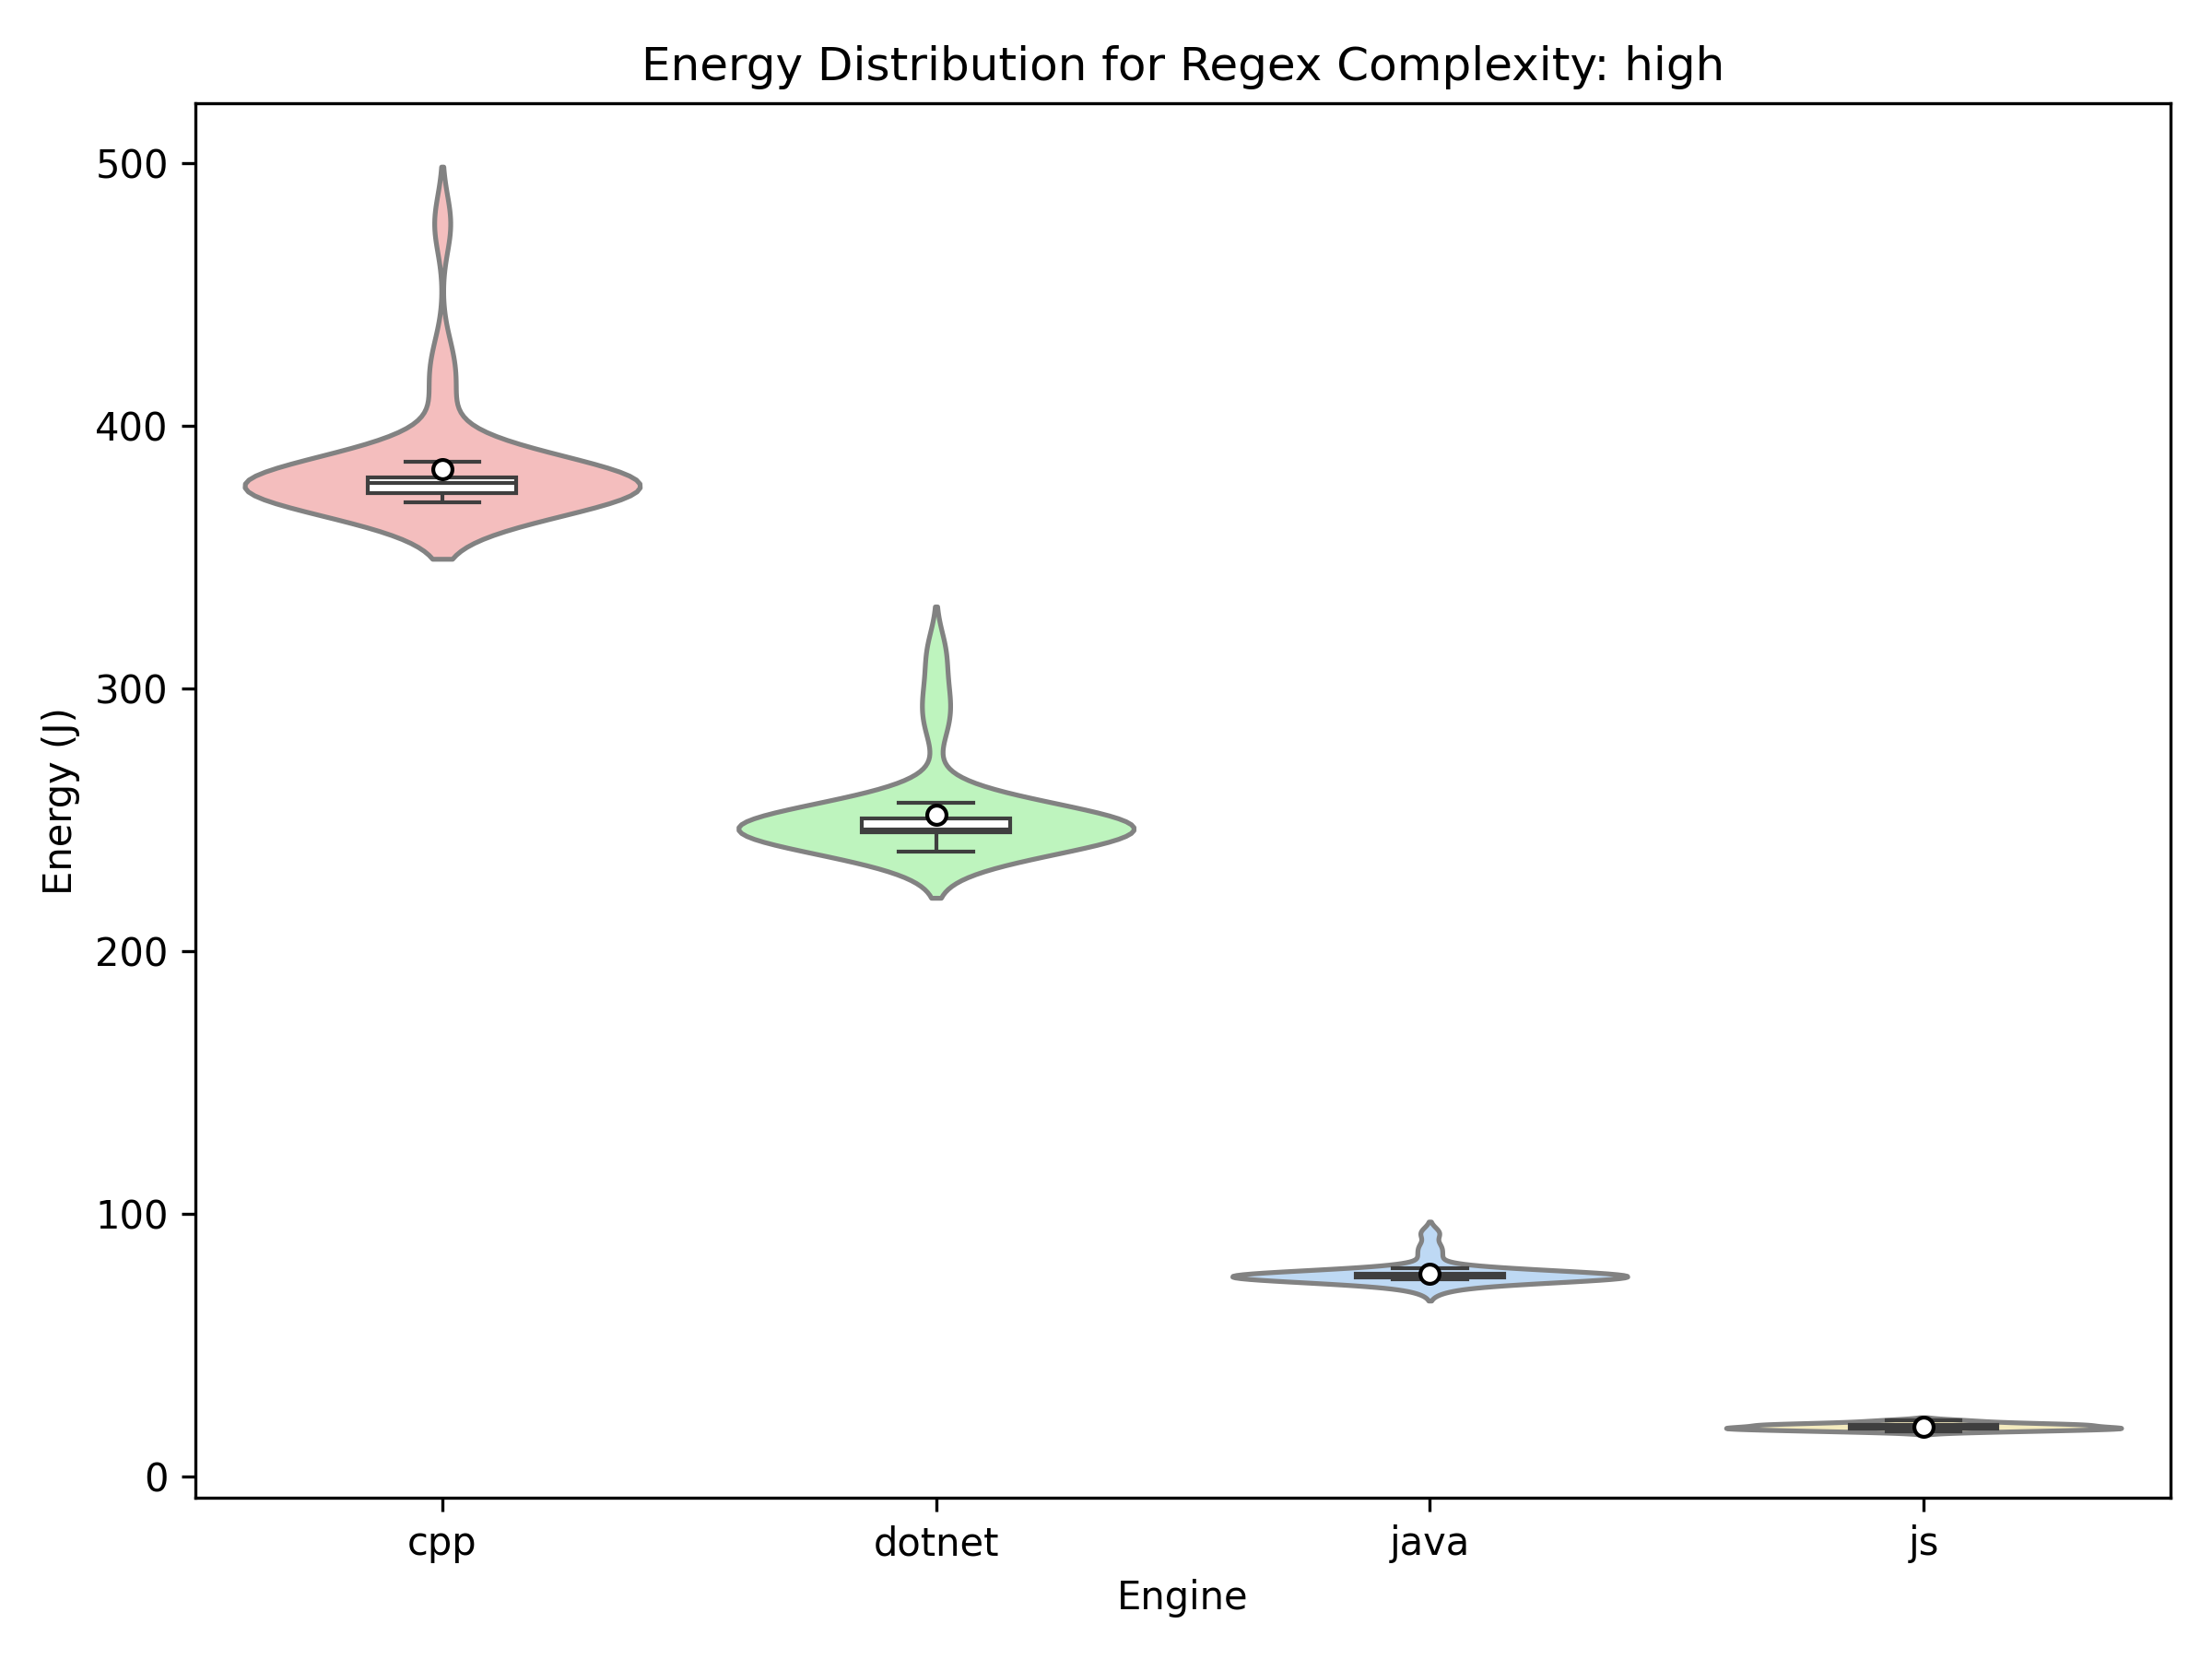 Energy Distribution for Regex Complexity: high
500
400
300
200
100
0
Energy (J)
cpp
dotnet
java
js
Engine